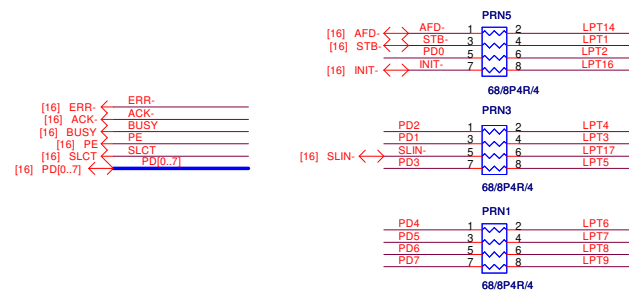 PRN5
[16] AFD- AFD- 1 2 LPT14
[16] STB- STB- 3 4 LPT1
PD0 5 6 LPT2
[16] INIT- INIT- 7 8 LPT16
68/8P4R/4
[16] ERR- ERR-
[16] ACK- ACK-
[16] BUSY BUSY
[16] PE PE
[16] SLCT SLCT
[16] PD[0..7] PD[0..7]
PRN3
PD2 1 2 LPT4
PD1 3 4 LPT3
[16] SLIN- SLIN- 5 6 LPT17
PD3 7 8 LPT5
68/8P4R/4
PRN1
PD4 1 2 LPT6
PD5 3 4 LPT7
PD6 5 6 LPT8
PD7 7 8 LPT9
68/8P4R/4